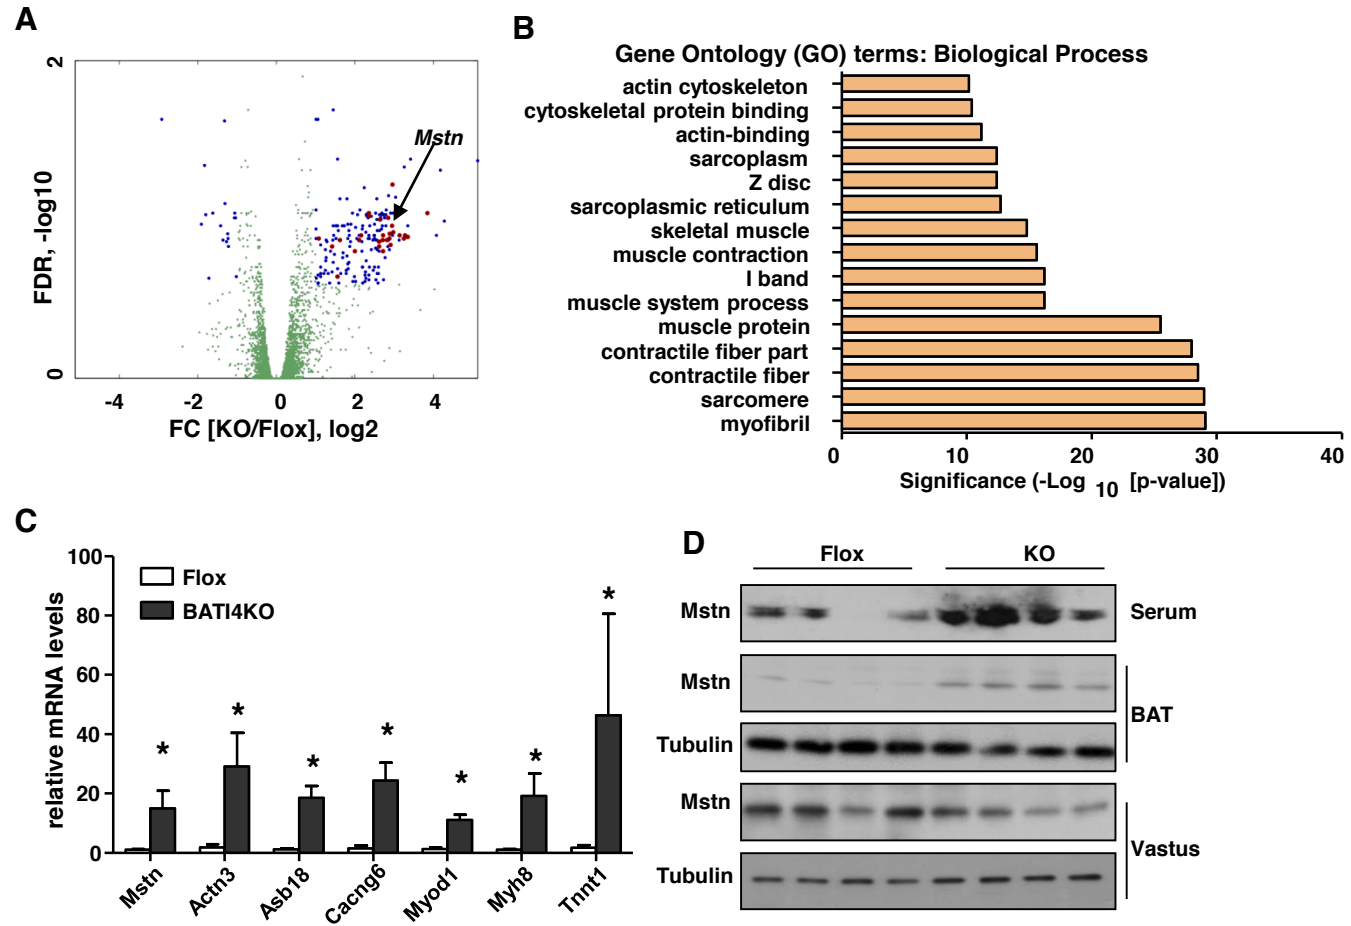 A
2
Mstn
FDR, -log10
0
-4
-2
0
2
4
FC [KO/Flox], log2
B
Gene Ontology (GO) terms: Biological Process
actin cytoskeleton
cytoskeletal protein binding
actin-binding
sarcoplasm
Z disc
sarcoplasmic reticulum
skeletal muscle
muscle contraction
I band
muscle system process
muscle protein
contractile fiber part
contractile fiber
sarcomere
myofibril
0
10
20
30
40
Significance (-Log 10 [p-value])
C
relative mRNA levels
100
80
60
40
20
0
Flox
BATI4KO
*
*
*
*
*
*
*
Mstn
Actn3
Asb18
Cacng6
Myod1
Myh8
Tnnt1
D
Flox
KO
Mstn
Serum
Mstn
BAT
Tubulin
Mstn
Vastus
Tubulin